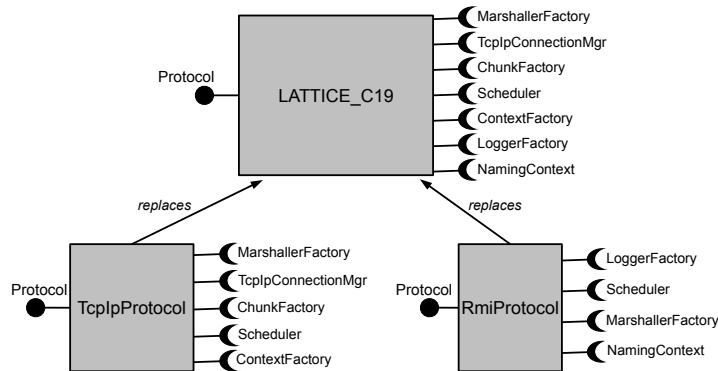 MarshallerFactory
TcpIpConnectionMgr
ChunkFactory
Protocol
LATTICE_C19
Scheduler
ContextFactory
LoggerFactory
NamingContext
replaces
replaces
MarshallerFactory
TcpIpConnectionMgr
Protocol
TcpIpProtocol
ChunkFactory
Scheduler
ContextFactory
LoggerFactory
Protocol
RmiProtocol
Scheduler
MarshallerFactory
NamingContext